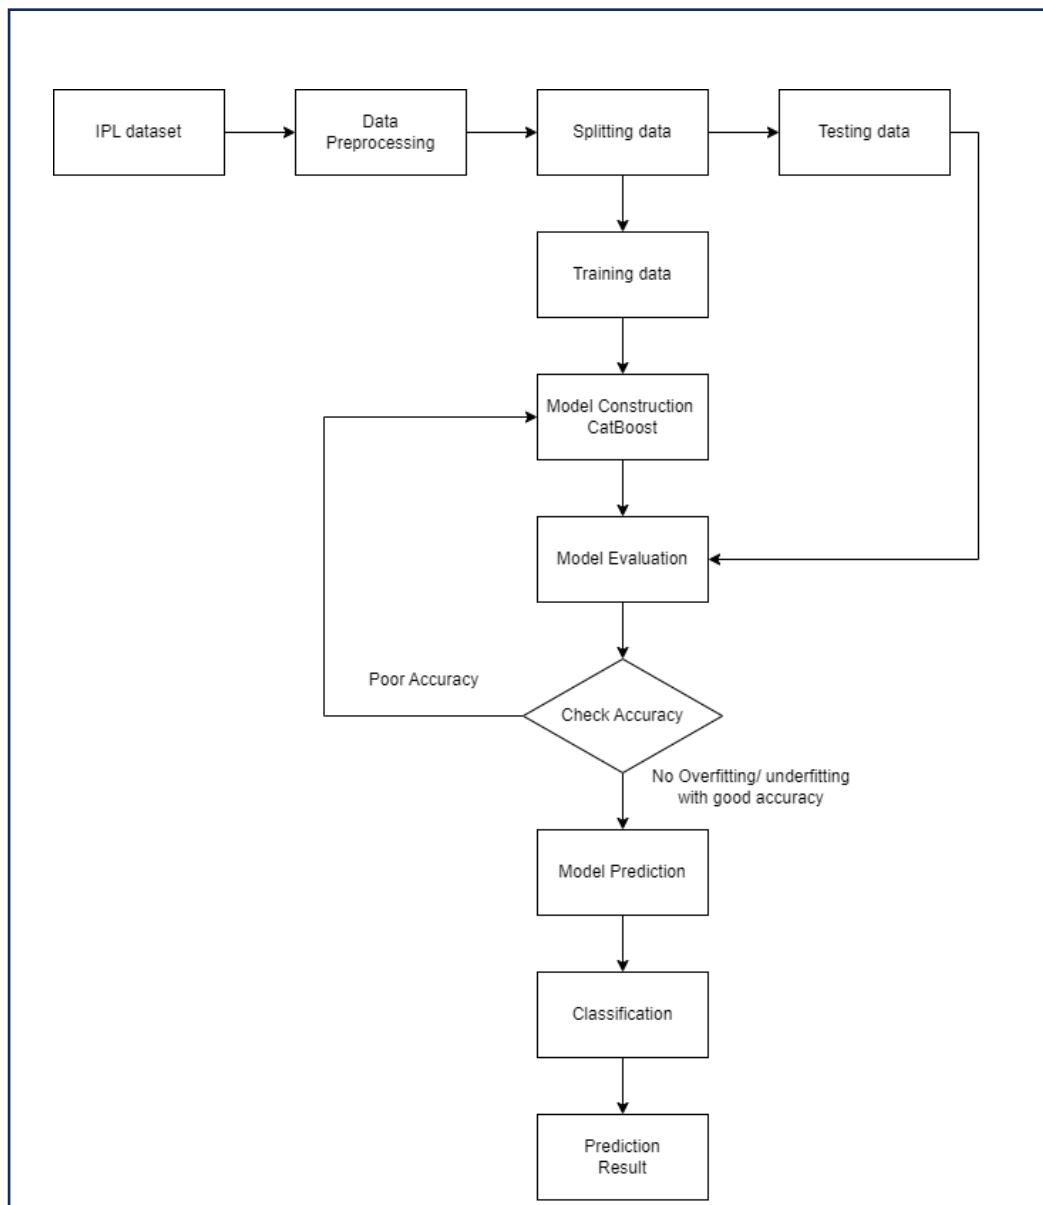 IPL dataset
Data
Preprocessing
Splitting data
Testing data
Training data
Model Construction
CatBoost
Model Evaluation
Poor Accuracy
Check Accuracy
No Overfitting/ underfitting
with good accuracy
Model Prediction
Classification
Prediction
Result